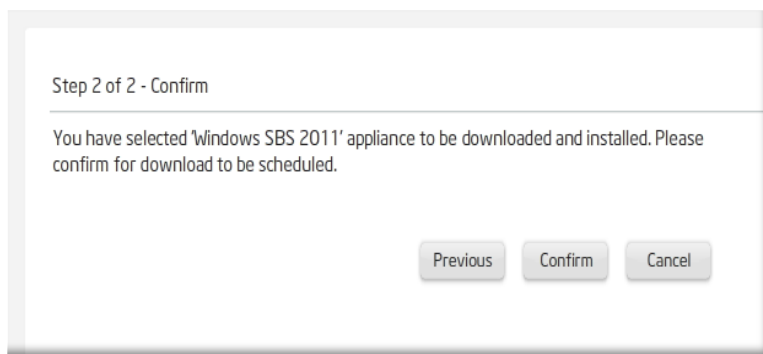 Step 2 of 2 - Confirm
You have selected 'Windows SBS 2011' appliance to be downloaded and installed. Please
confirm for download to be scheduled.
Previous Confirm Cancel